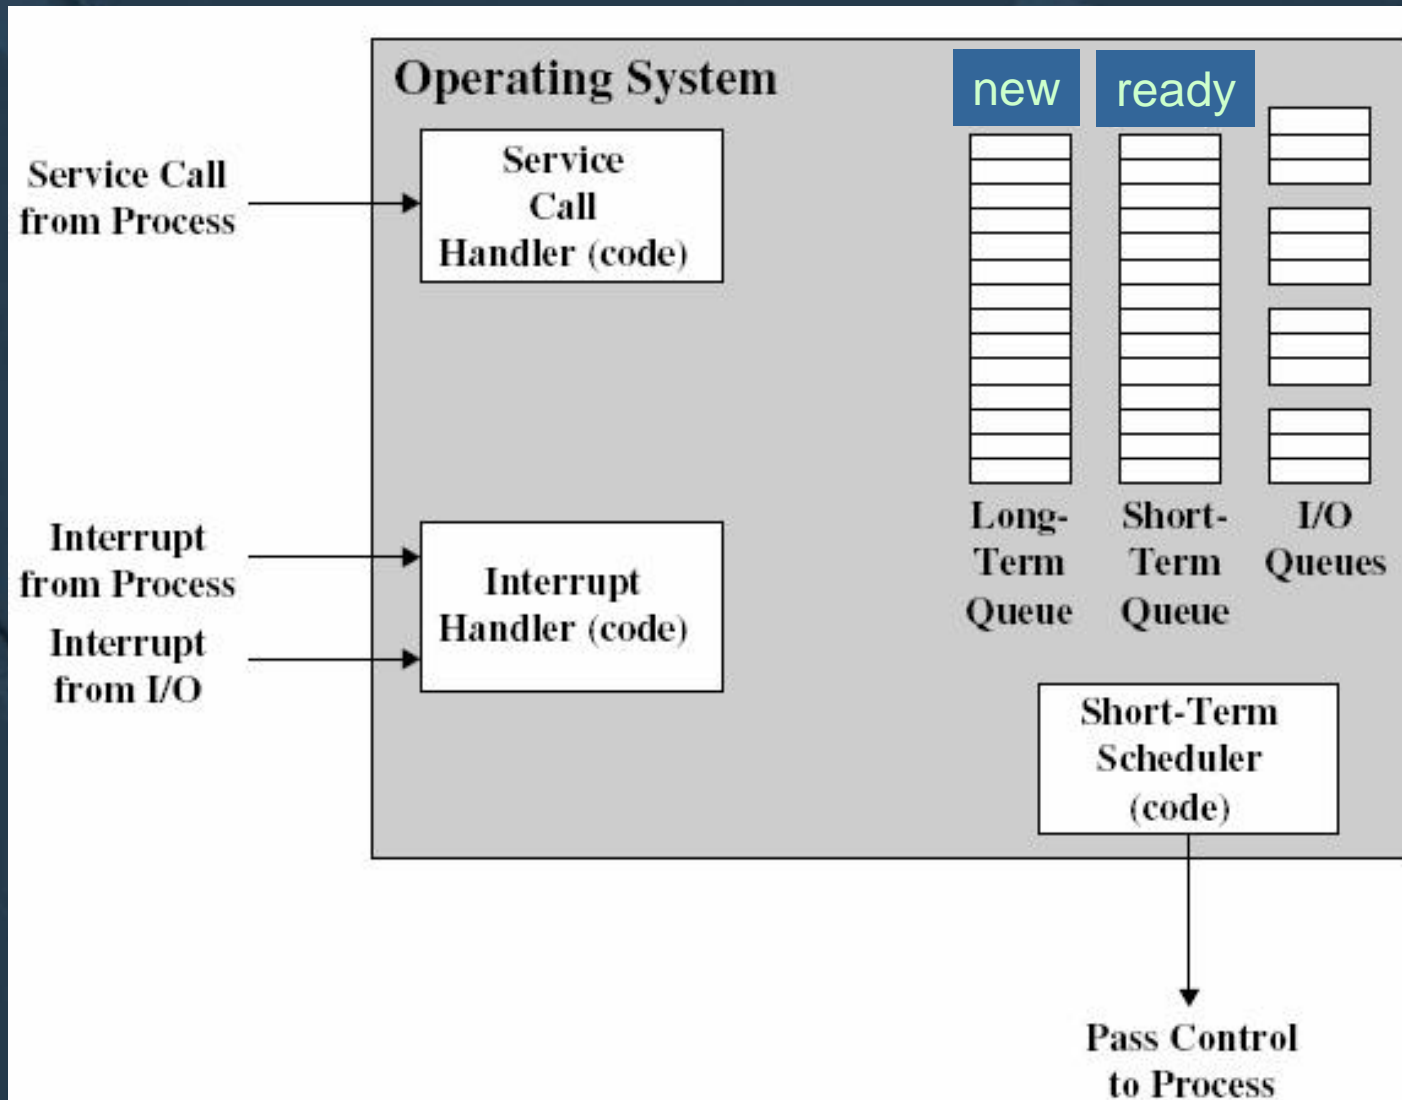 Operating System
new
ready
Service Call
from Process
Service
Call
Handler (code)
Interrupt
from Process
Interrupt
from I/O
Interrupt
Handler (code)
Long-
Term
Queue
Short-
Term
Queue
I/O
Queues
Short-Term
Scheduler
(code)
Pass Control
to Process